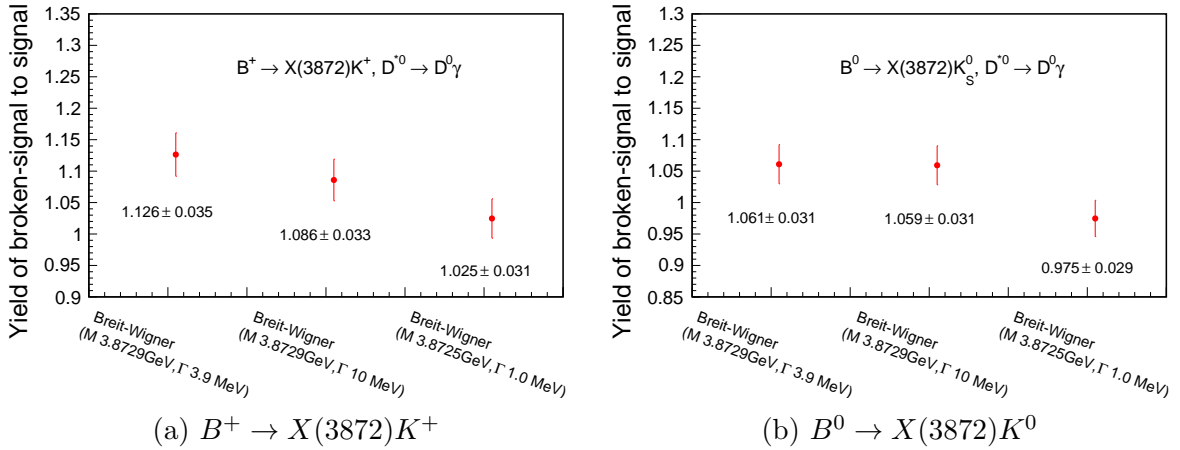 Yield of broken-signal to signal
1.35
1.3
1.25
1.2
1.15
1.1
1.05
1
0.95
0.9
B⁺ → X(3872)K⁺, D*⁰ → D⁰γ
1.126 ± 0.035
1.086 ± 0.033
1.025 ± 0.031
Breit-Wigner
(M 3.8729GeV, Γ 3.9 MeV)
Breit-Wigner
(M 3.8729GeV, Γ 10 MeV)
Breit-Wigner
(M 3.8725GeV, Γ 1.0 MeV)
(a) B⁺ → X(3872)K⁺
Yield of broken-signal to signal
1.3
1.25
1.2
1.15
1.1
1.05
1
0.95
0.9
0.85
B⁰ → X(3872)K_S⁰, D*⁰ → D⁰γ
1.061 ± 0.031
1.059 ± 0.031
0.975 ± 0.029
Breit-Wigner
(M 3.8729GeV, Γ 3.9 MeV)
Breit-Wigner
(M 3.8729GeV, Γ 10 MeV)
Breit-Wigner
(M 3.8725GeV, Γ 1.0 MeV)
(b) B⁰ → X(3872)K⁰